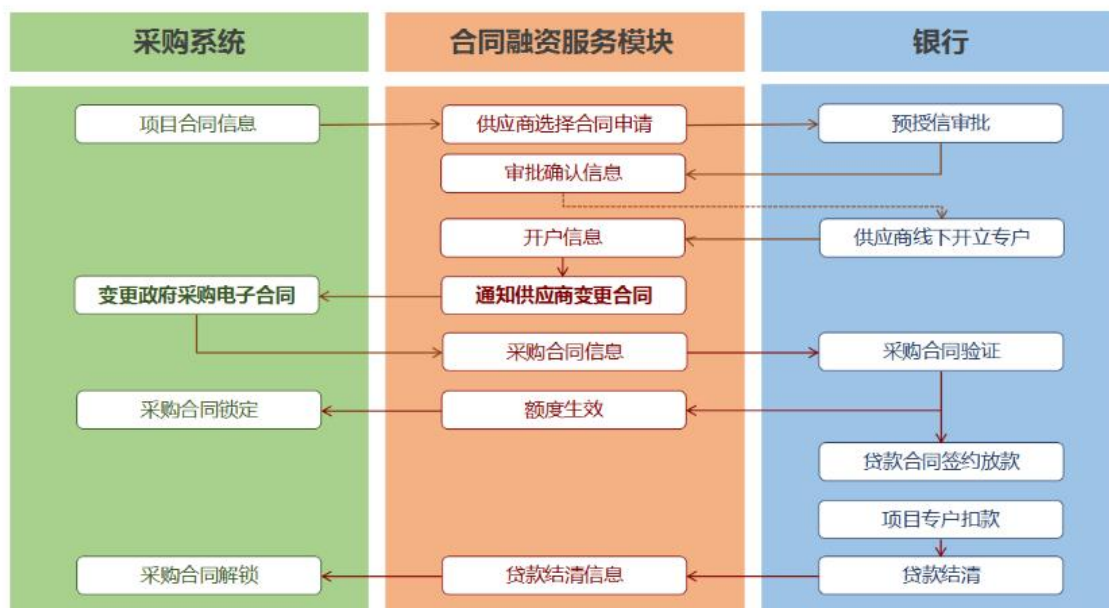 采购系统
合同融资服务模块
银行
项目合同信息
供应商选择合同申请
预授信审批
审批确认信息
开户信息
供应商线下开立专户
变更政府采购电子合同
通知供应商变更合同
采购合同信息
采购合同验证
采购合同锁定
额度生效
贷款合同签约放款
项目专户扣款
采购合同解锁
贷款结清信息
贷款结清